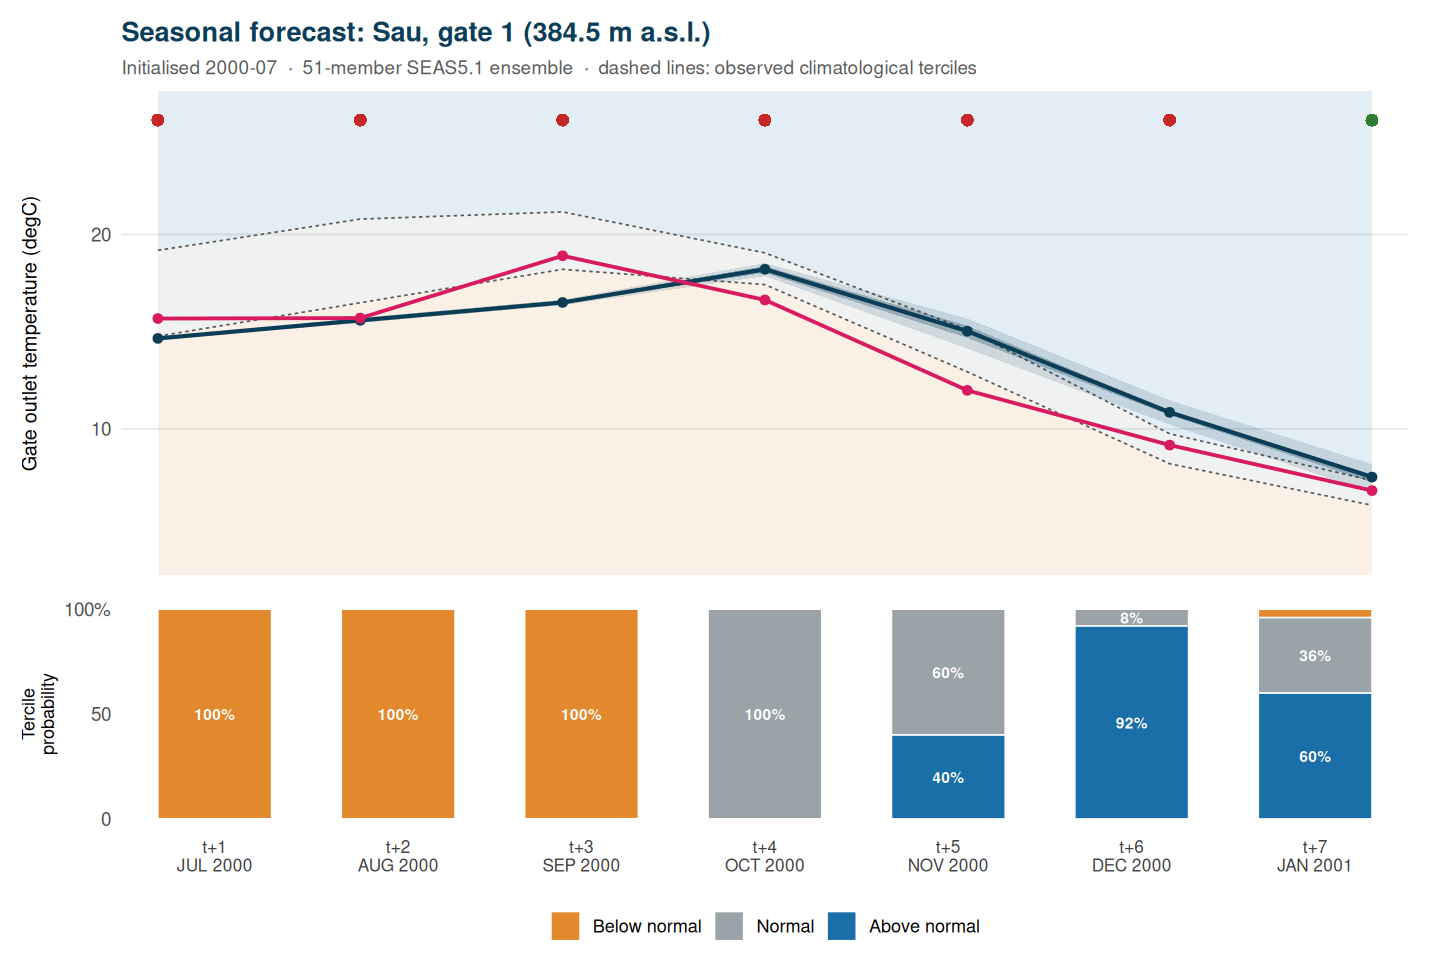 Seasonal forecast: Sau, gate 1 (384.5 m a.s.l.)
Initialised 2000-07 · 51-member SEAS5.1 ensemble · dashed lines: observed climatological terciles
Gate outlet temperature (degC)
20
10
Tercile
probability
100%
50
0
100%
100%
100%
100%
60%
40%
8%
92%
36%
60%
t+1
JUL 2000
t+2
AUG 2000
t+3
SEP 2000
t+4
OCT 2000
t+5
NOV 2000
t+6
DEC 2000
t+7
JAN 2001
Below normal
Normal
Above normal